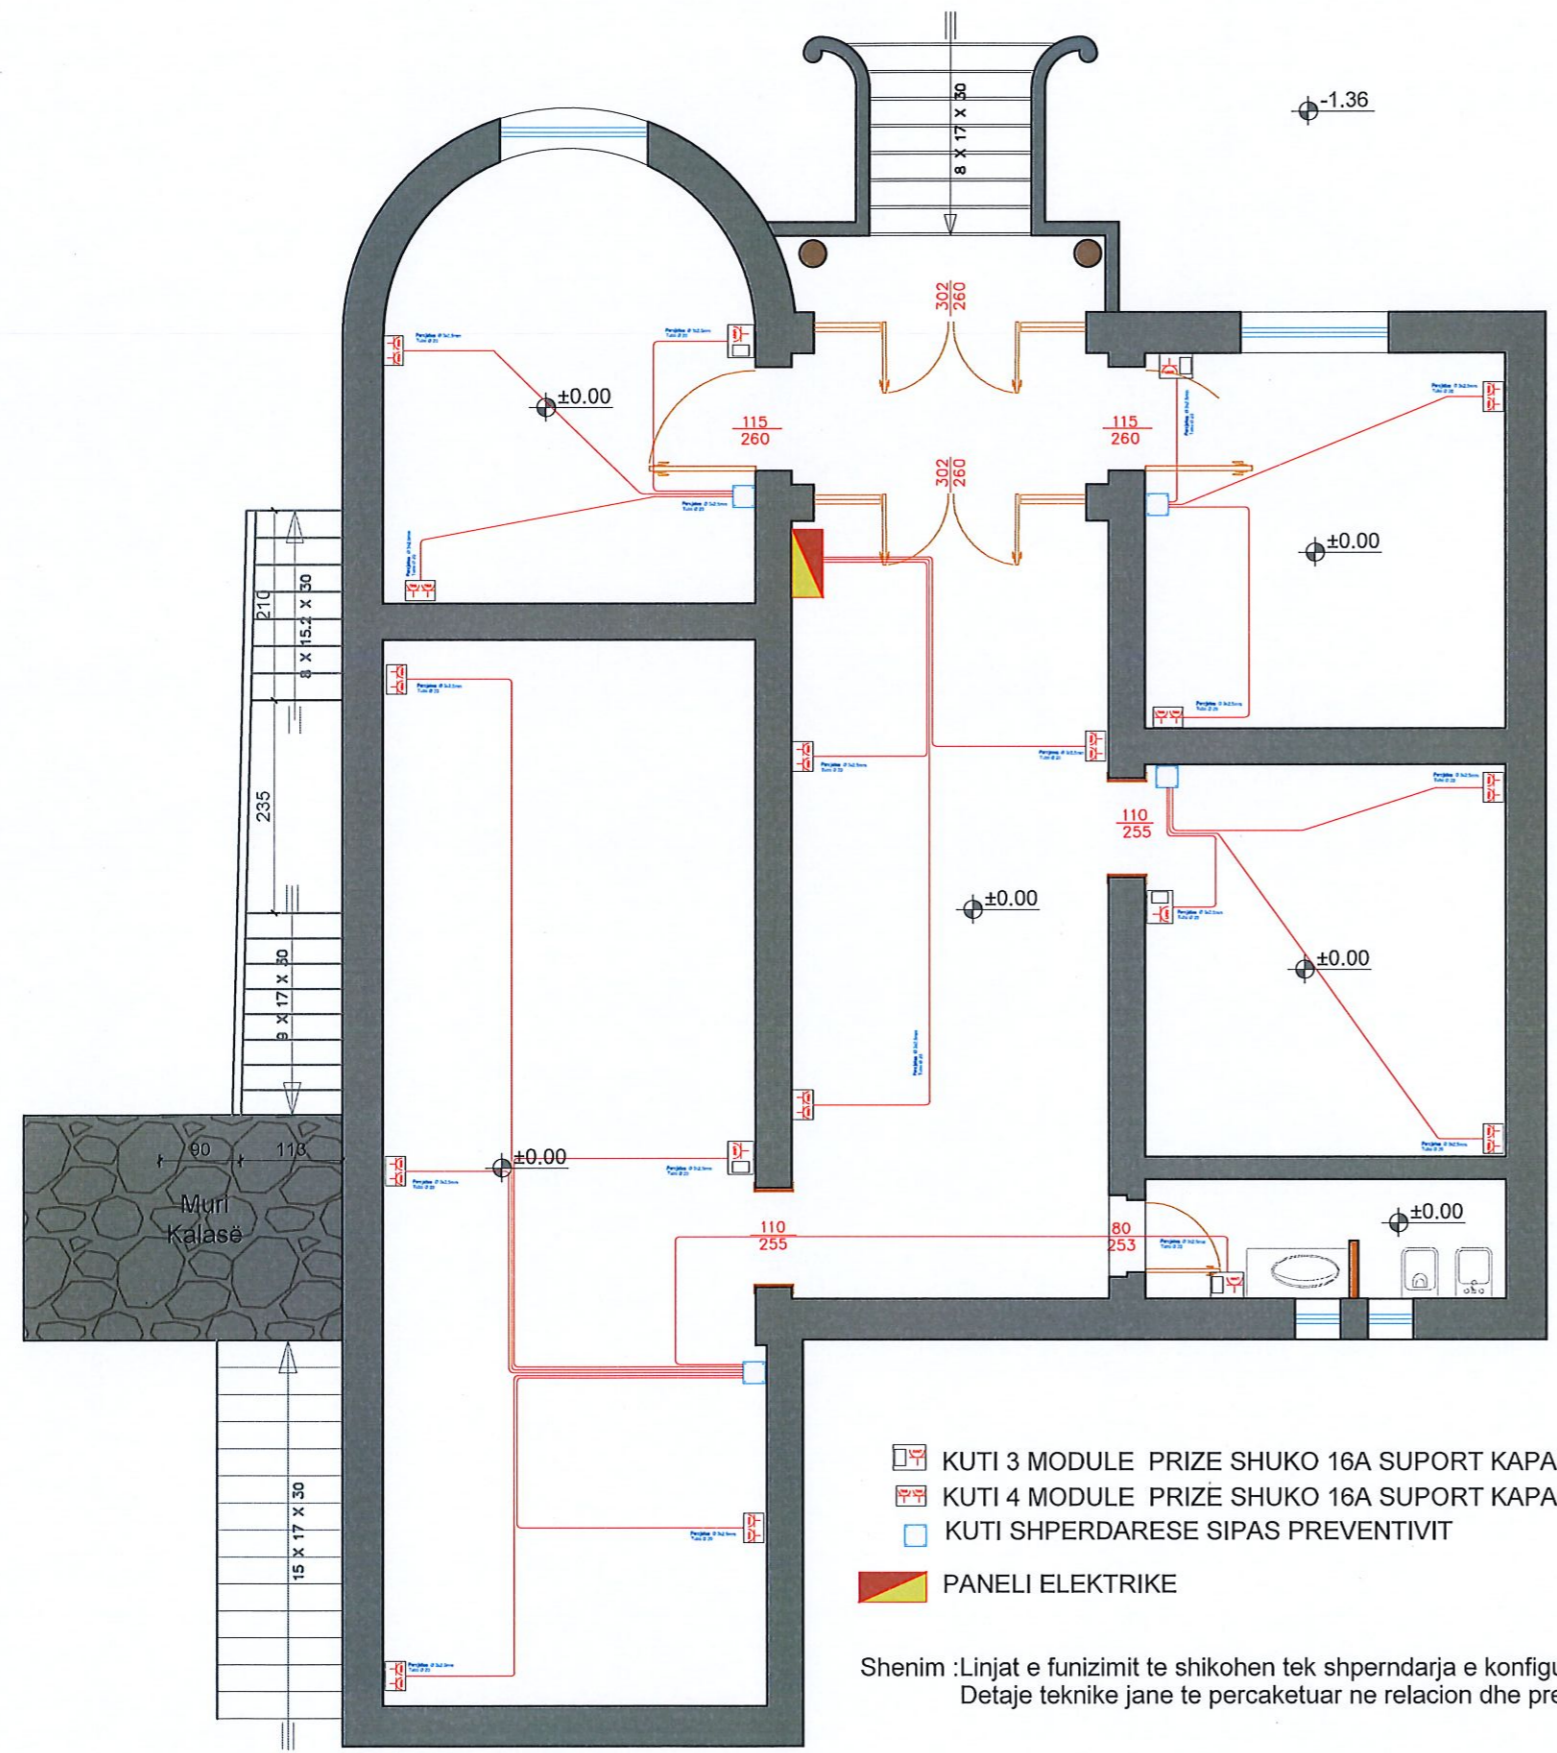 -1.36
8 X 17 X 30
302
260
±0.00
115
260
115
260
302
260
±0.00
210
8 X 15.2 X 30
235
110
255
±0.00
±0.00
9 X 17 X 30
90
113
±0.00
Muri
Kalasë
110
255
80
253
±0.00
15 X 17 X 30
KUTI 3 MODULE PRIZE SHUKO 16A SUPORT KAPA
KUTI 4 MODULE PRIZE SHUKO 16A SUPORT KAPA
KUTI SHPERDARESE SIPAS PREVENTIVIT
PANELI ELEKTRIKE
Shenim :Linjat e funizimit te shikohen tek shperndarja e konfigu
Detaje teknike jane te percaketuar ne relacion dhe pre